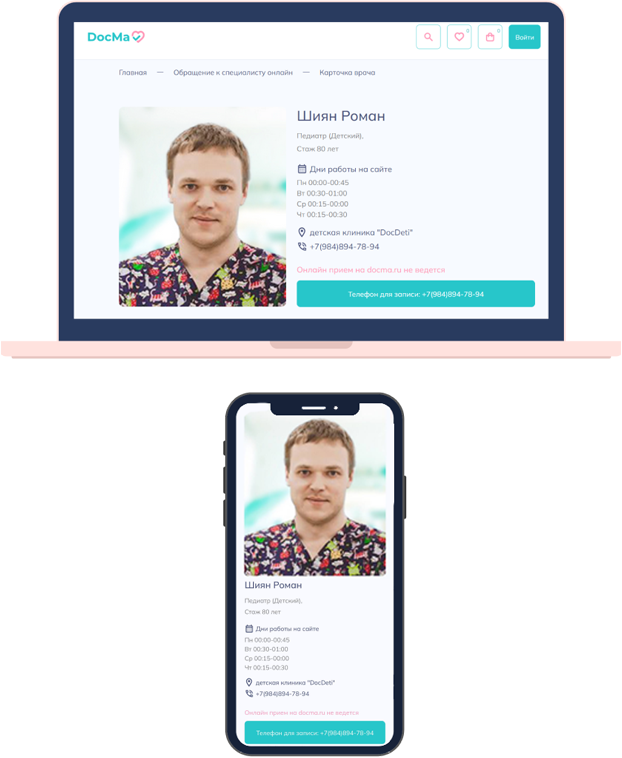 DocMa
0
0
Войти
Главная — Обращение к специалисту онлайн — Карточка врача
Шиян Роман
Педиатр (Детский),
Стаж 80 лет
Дни работы на сайте
Пн 00:00-00:45
Вт 00:30-01:00
Ср 00:15-00:00
Чт 00:15-00:30
детская клиника "DocDeti"
+7(984)894-78-94
Онлайн прием на docma.ru не ведется
Телефон для записи: +7(984)894-78-94
Шиян Роман
Педиатр (Детский),
Стаж 80 лет
Дни работы на сайте
Пн 00:00-00:45
Вт 00:30-01:00
Ср 00:15-00:00
Чт 00:15-00:30
детская клиника "DocDeti"
+7(984)894-78-94
Онлайн прием на docma.ru не ведется
Телефон для записи: +7(984)894-78-94